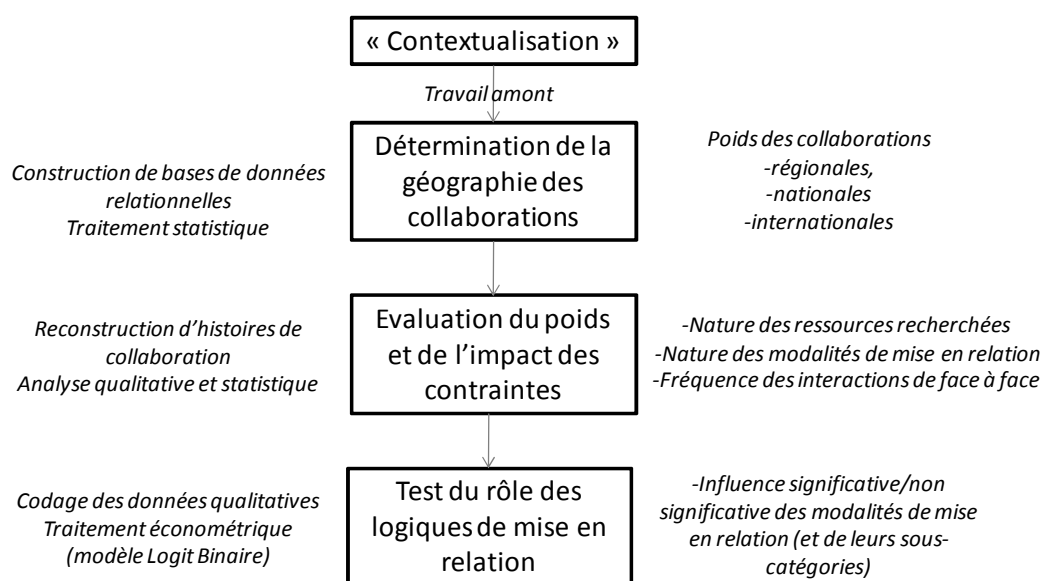 « Contextualisation »
Travail amont
Construction de bases de données
relationnelles
Traitement statistique
Détermination de la
géographie des
collaborations
Poids des collaborations
-régionales,
-nationales
-internationales
Reconstruction d’histoires de
collaboration
Analyse qualitative et statistique
Evaluation du poids
et de l’impact des
contraintes
-Nature des ressources recherchées
-Nature des modalités de mise en relation
-Fréquence des interactions de face à face
Codage des données qualitatives
Traitement économétrique
(modèle Logit Binaire)
Test du rôle des
logiques de mise en
relation
-Influence significative/non
significative des modalités de mise
en relation (et de leurs sous-
catégories)